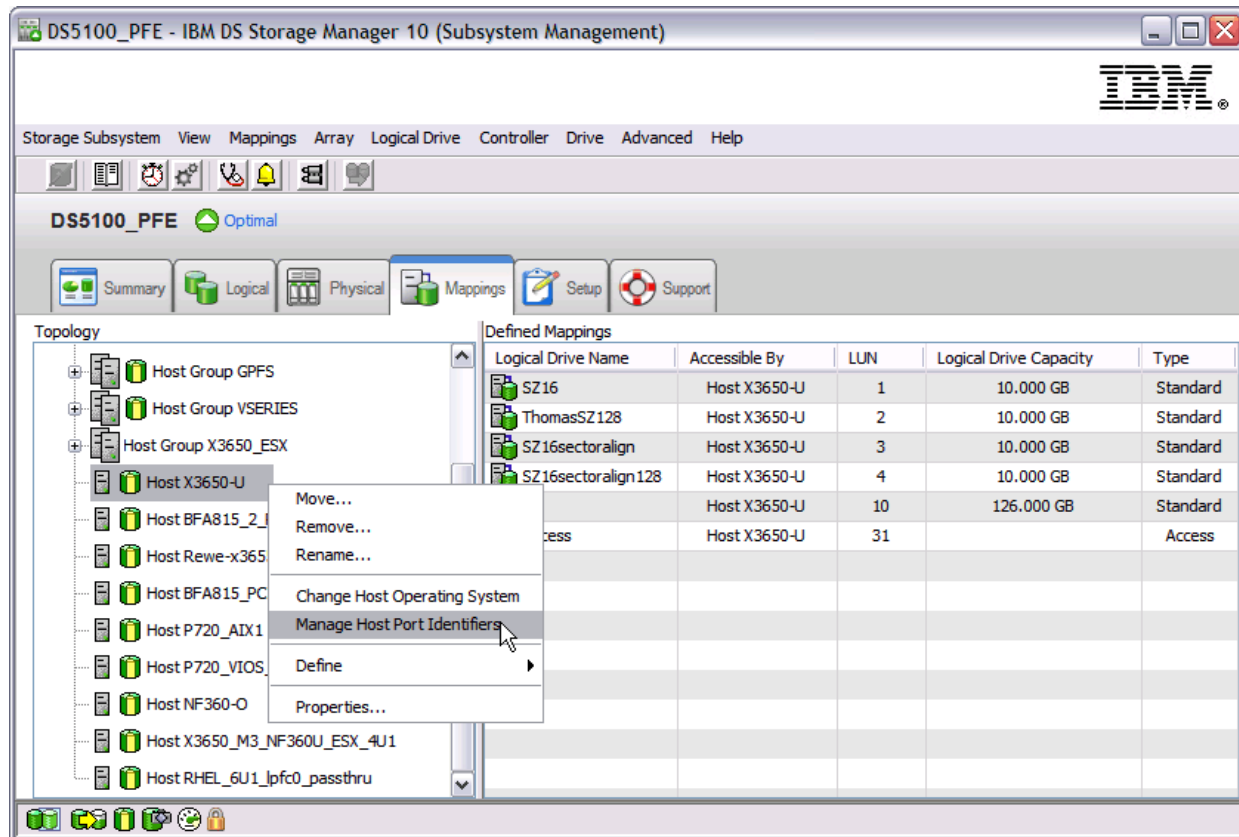 DS5100_PFE - IBM DS Storage Manager 10 (Subsystem Management)
IBM®
Storage Subsystem View Mappings Array Logical Drive Controller Drive Advanced Help
DS5100_PFE Optimal
Summary Logical Physical Mappings Setup Support
Topology
Host Group GPFS
Host Group VSERIES
Host Group X3650_ESX
Host X3650-U
Host BFA815_2_
Host Rewe-x365
Host BFA815_PC
Host P720_AIX1
Host P720_VIOS_
Host NF360-O
Host X3650_M3_NF360U_ESX_4U1
Host RHEL_6U1_lpfc0_passthru
Move...
Remove...
Rename...
Change Host Operating System
Manage Host Port Identifiers
Define
Properties...
Defined Mappings
Logical Drive Name Accessible By LUN Logical Drive Capacity Type
SZ16 Host X3650-U 1 10.000 GB Standard
ThomasSZ128 Host X3650-U 2 10.000 GB Standard
SZ16sectoralign Host X3650-U 3 10.000 GB Standard
SZ16sectoralign128 Host X3650-U 4 10.000 GB Standard
Host X3650-U 10 126.000 GB Standard
cess Host X3650-U 31 Access